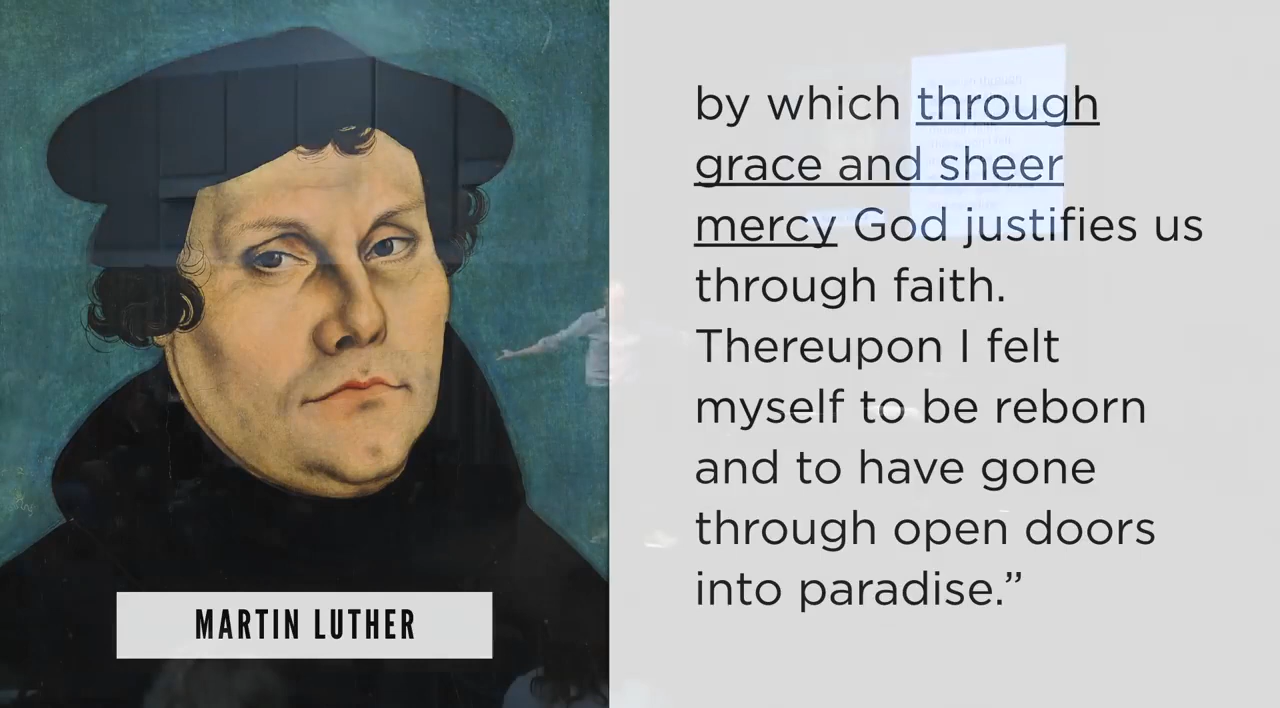 by which through
grace and sheer
mercy God justifies us
through faith.
Thereupon I felt
myself to be reborn
and to have gone
through open doors
into paradise.”
MARTIN LUTHER